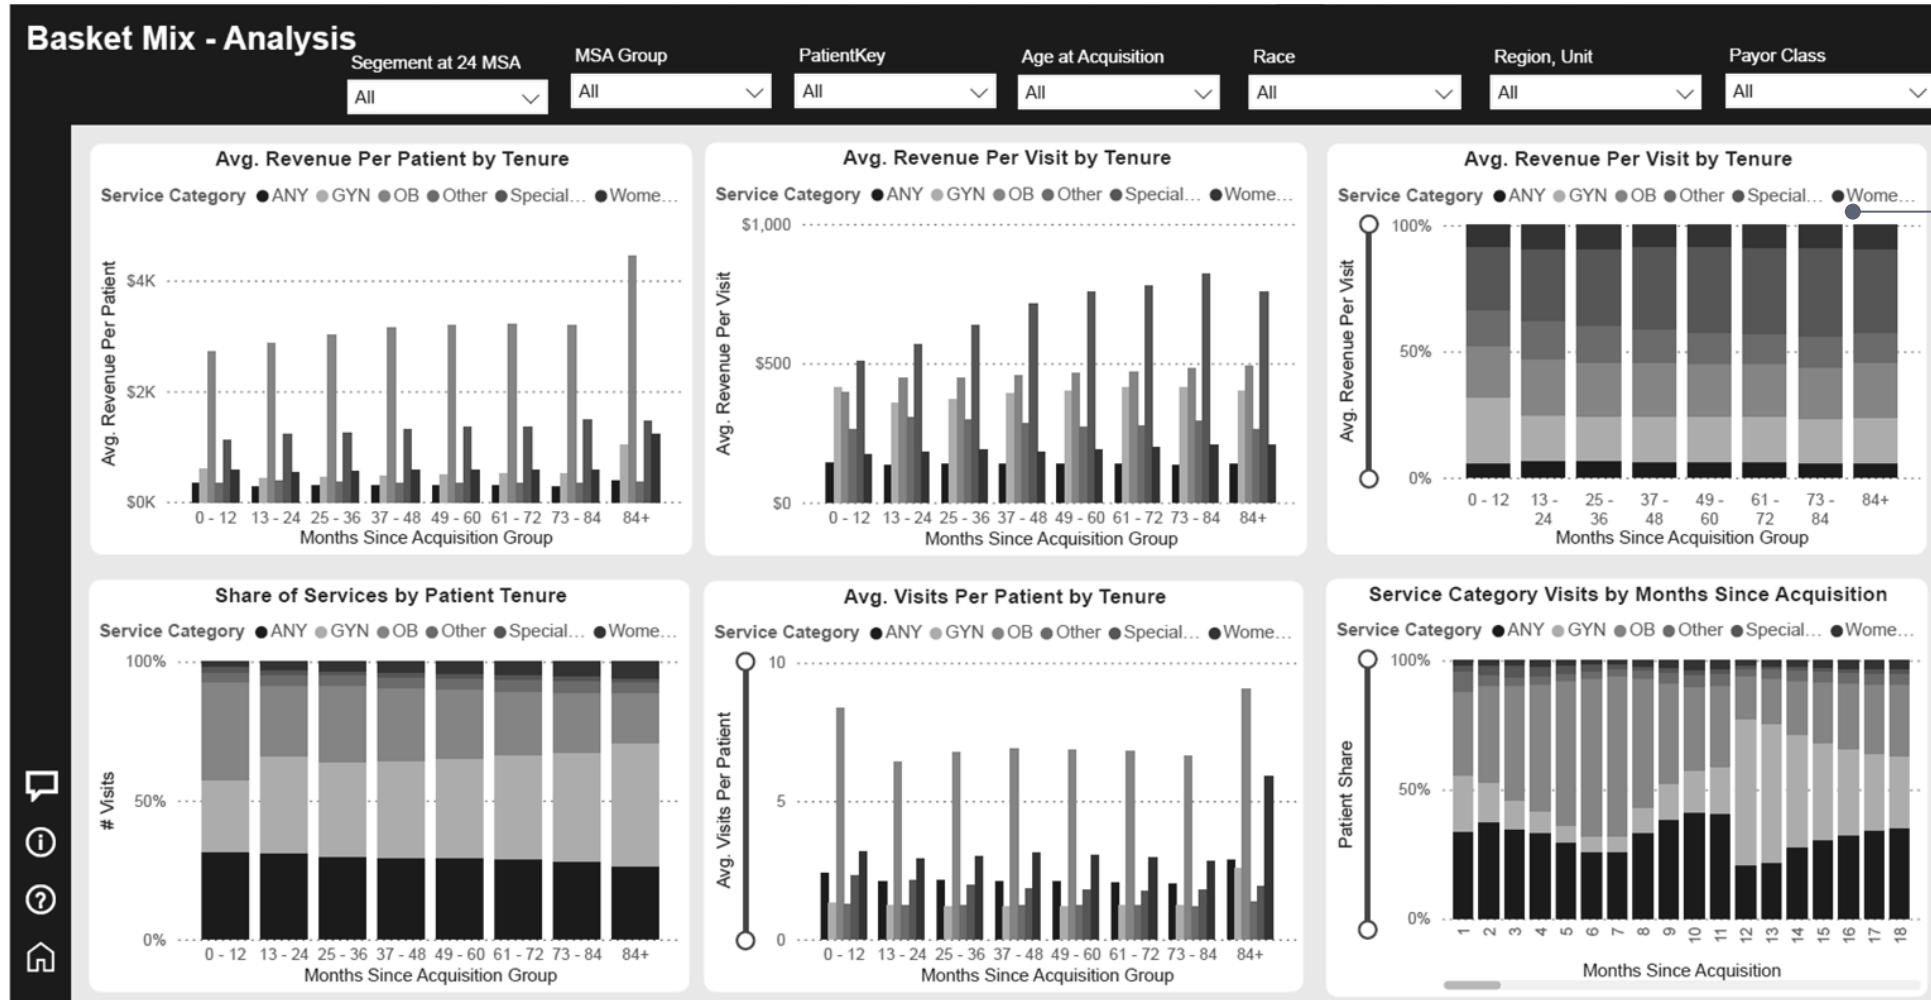 Basket Mix - Analysis
Segement at 24 MSA
MSA Group
PatientKey
Age at Acquisition
Race
Region, Unit
Payor Class
All
All
All
All
All
All
All
Avg. Revenue Per Patient by Tenure
Service Category ANY GYN OB Other Special... Wome...
Avg. Revenue Per Patient
$4K
$2K
$0K
0 - 12 13 - 24 25 - 36 37 - 48 49 - 60 61 - 72 73 - 84 84+
Months Since Acquisition Group
Avg. Revenue Per Visit by Tenure
Service Category ANY GYN OB Other Special... Wome...
Avg. Revenue Per Visit
$1,000
$500
$0
0 - 12 13 - 24 25 - 36 37 - 48 49 - 60 61 - 72 73 - 84 84+
Months Since Acquisition Group
Avg. Revenue Per Visit by Tenure
Service Category ANY GYN OB Other Special... Wome...
Avg. Revenue Per Visit
100%
50%
0%
0 - 12 13 - 25 - 37 - 49 - 61 - 73 - 84+
24 36 48 60 72 84
Months Since Acquisition Group
Share of Services by Patient Tenure
Service Category ANY GYN OB Other Special... Wome...
# Visits
100%
50%
0%
0 - 12 13 - 24 25 - 36 37 - 48 49 - 60 61 - 72 73 - 84 84+
Months Since Acquisition Group
Avg. Visits Per Patient by Tenure
Service Category ANY GYN OB Other Special... Wome...
Avg. Visits Per Patient
10
5
0
0 - 12 13 - 24 25 - 36 37 - 48 49 - 60 61 - 72 73 - 84 84+
Months Since Acquisition Group
Service Category Visits by Months Since Acquisition
Service Category ANY GYN OB Other Special... Wome...
Patient Share
100%
50%
0%
1 2 3 4 5 6 7 8 9 10 11 12 13 14 15 16 17 18
Months Since Acquisition